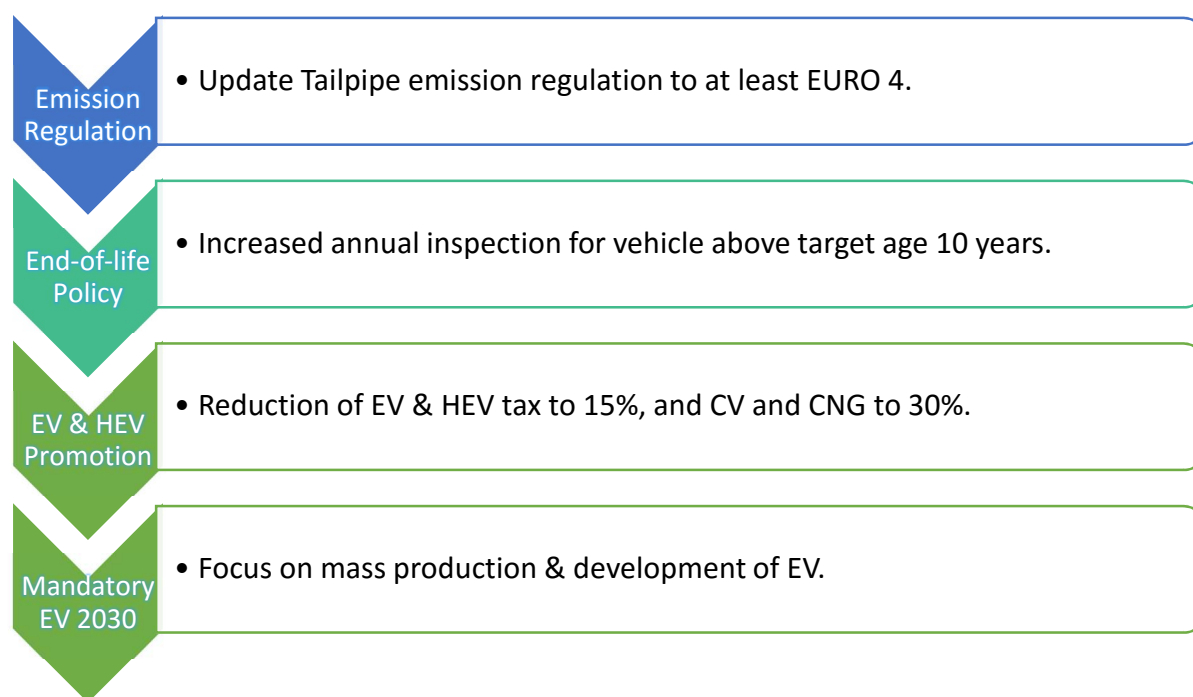 Emission
Regulation
• Update Tailpipe emission regulation to at least EURO 4.
End-of-life
Policy
• Increased annual inspection for vehicle above target age 10 years.
EV & HEV
Promotion
• Reduction of EV & HEV tax to 15%, and CV and CNG to 30%.
Mandatory
EV 2030
• Focus on mass production & development of EV.